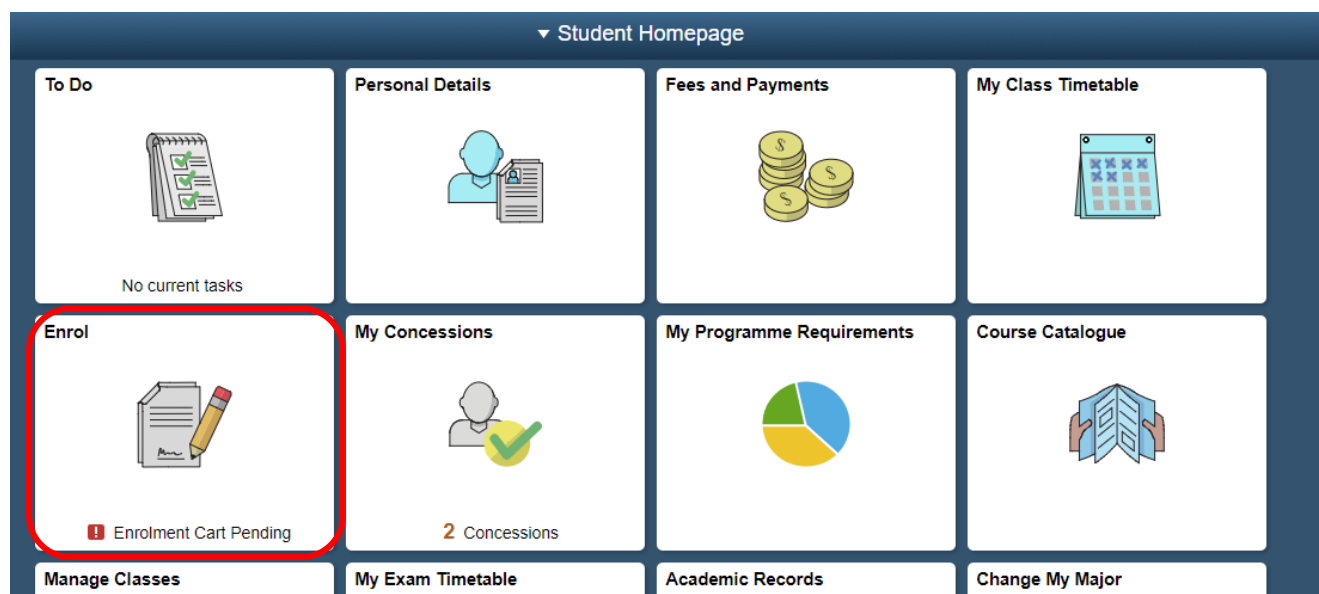 Student Homepage
To Do
Personal Details
Fees and Payments
My Class Timetable
$
$
$
No current tasks
Enrol
My Concessions
My Programme Requirements
Course Catalogue
! Enrolment Cart Pending
2 Concessions
Manage Classes
My Exam Timetable
Academic Records
Change My Major